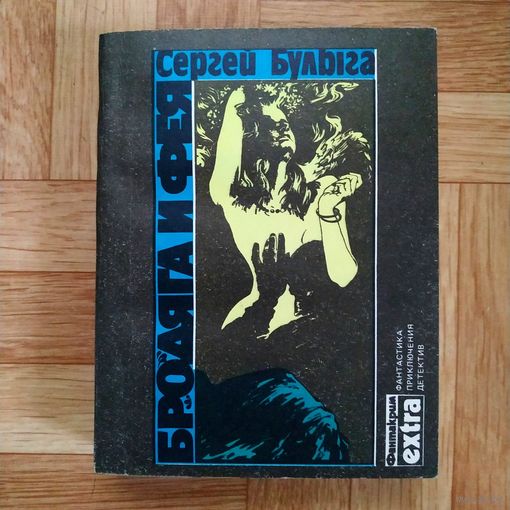 Сергей Булыга
БРОДЯГА И ФЕЯ
ФАНТАСТИКА
ПРИКЛЮЧЕНИЯ
ДЕТЕКТИВ
Фантакрим
extra